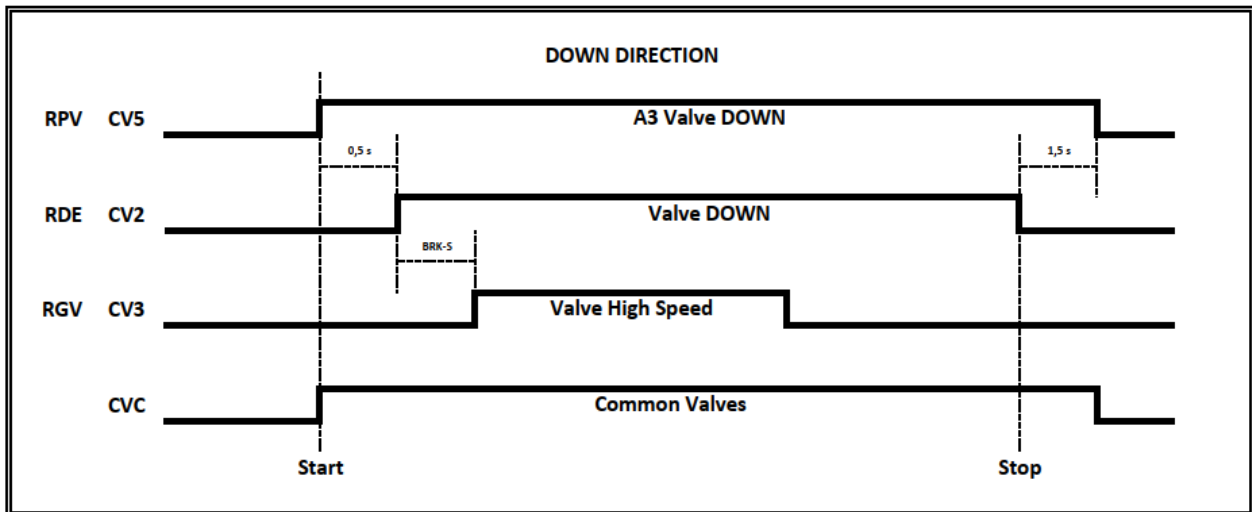 DOWN DIRECTION
RPV CV5 A3 Valve DOWN
0,5 s 1,5 s
RDE CV2 Valve DOWN
BRK-S
RGV CV3 Valve High Speed
CVC Common Valves
Start Stop